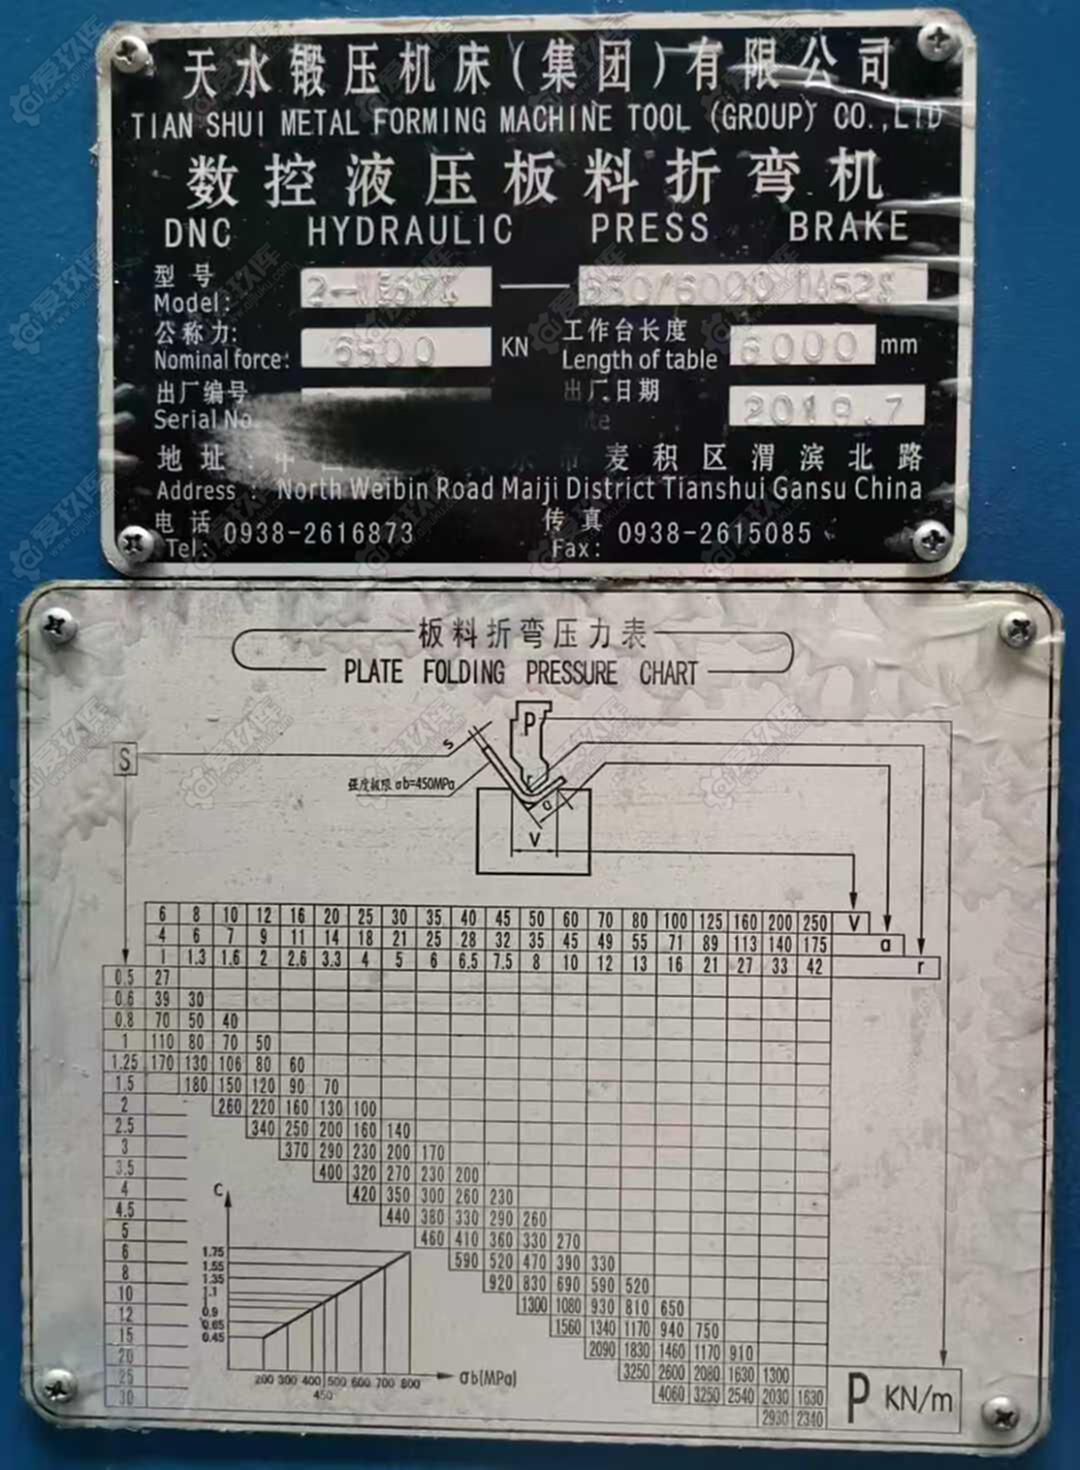 天水锻压机床(集团)有限公司
TIAN SHUI METAL FORMING MACHINE TOOL (GROUP) CO.,LTD
数控液压板料折弯机
DNC HYDRAULIC PRESS BRAKE
型号
Model: 2-WE67K — 650/6000 DA52S
公称力: 工作台长度
Nominal force: 6500 KN Length of table 6000 mm
出厂编号 出厂日期
Serial No. 2019.7
地址: 麦积区渭滨北路
Address: North Weibin Road Maiji District Tianshui Gansu China
电话 0938-2616873 传真 0938-2615085
Tel: Fax:
板料折弯压力表
PLATE FOLDING PRESSURE CHART
P
S
s
r
强度极限 σb=450MPa
a
V
6 8 10 12 16 20 25 30 35 40 45 50 60 70 80 100 125 160 200 250 V
4 6 7 9 11 14 18 21 25 28 32 35 45 49 55 71 89 113 140 175 a
1 1.3 1.6 2 2.6 3.3 4 5 6 6.5 7.5 8 10 12 13 16 21 27 33 42 r
0.5 27
0.6 39 30
0.8 70 50 40
1 110 80 70 50
1.25 170 130 106 80 60
1.5 180 150 120 90 70
2 260 220 160 130 100
2.5 340 250 200 160 140
3 370 290 230 200 170
3.5 400 320 270 230 200
4 420 350 300 260 230
4.5 440 380 330 290 260
5 460 410 360 330 270
6 590 520 470 390 330
8 920 830 690 590 520
10 1300 1080 930 810 650
12 1560 1340 1170 940 750
15 2090 1830 1460 1170 910
20 3250 2600 2080 1630 1300
25 4060 3250 2540 2030 1630
30 2930 2340
P KN/m
C
1.75
1.55
1.35
1.1
0.9
0.65
0.45
200 300 400 500 600 700 800 σb(MPa)
450